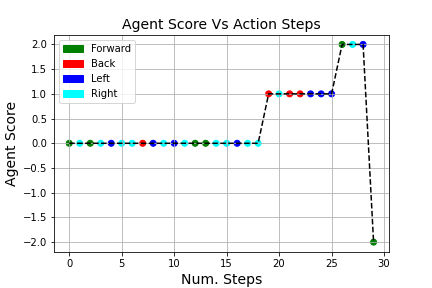 Agent Score Vs Action Steps
2.0
1.5
1.0
0.5
0.0
−0.5
−1.0
−1.5
−2.0
Agent Score
Forward
Back
Left
Right
0 5 10 15 20 25 30
Num. Steps